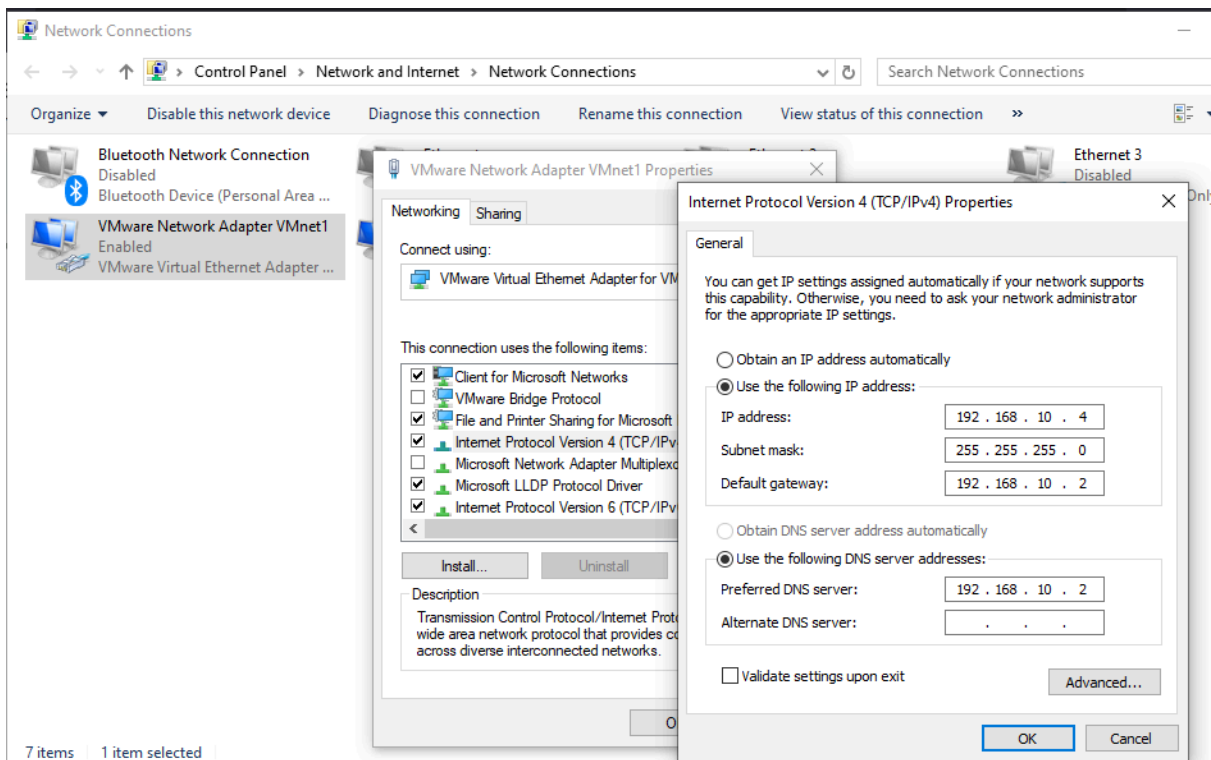 Network Connections
Control Panel > Network and Internet > Network Connections
Search Network Connections
Organize
Disable this network device
Diagnose this connection
Rename this connection
View status of this connection
»
Bluetooth Network Connection
Disabled
Bluetooth Device (Personal Area ...
VMware Network Adapter VMnet1
Enabled
VMware Virtual Ethernet Adapter ...
Ethernet 3
Disabled
VMware Network Adapter VMnet1 Properties
Networking
Sharing
Connect using:
VMware Virtual Ethernet Adapter for VM
This connection uses the following items:
Client for Microsoft Networks
VMware Bridge Protocol
File and Printer Sharing for Microsoft
Internet Protocol Version 4 (TCP/IPv
Microsoft Network Adapter Multiplexo
Microsoft LLDP Protocol Driver
Internet Protocol Version 6 (TCP/IPv
Install...
Uninstall
Description
Transmission Control Protocol/Internet Proto
wide area network protocol that provides co
across diverse interconnected networks.
Internet Protocol Version 4 (TCP/IPv4) Properties
General
You can get IP settings assigned automatically if your network supports
this capability. Otherwise, you need to ask your network administrator
for the appropriate IP settings.
Obtain an IP address automatically
Use the following IP address:
IP address: 192 . 168 . 10 . 4
Subnet mask: 255 . 255 . 255 . 0
Default gateway: 192 . 168 . 10 . 2
Obtain DNS server address automatically
Use the following DNS server addresses:
Preferred DNS server: 192 . 168 . 10 . 2
Alternate DNS server: . . .
Validate settings upon exit
Advanced...
OK
Cancel
7 items
1 item selected